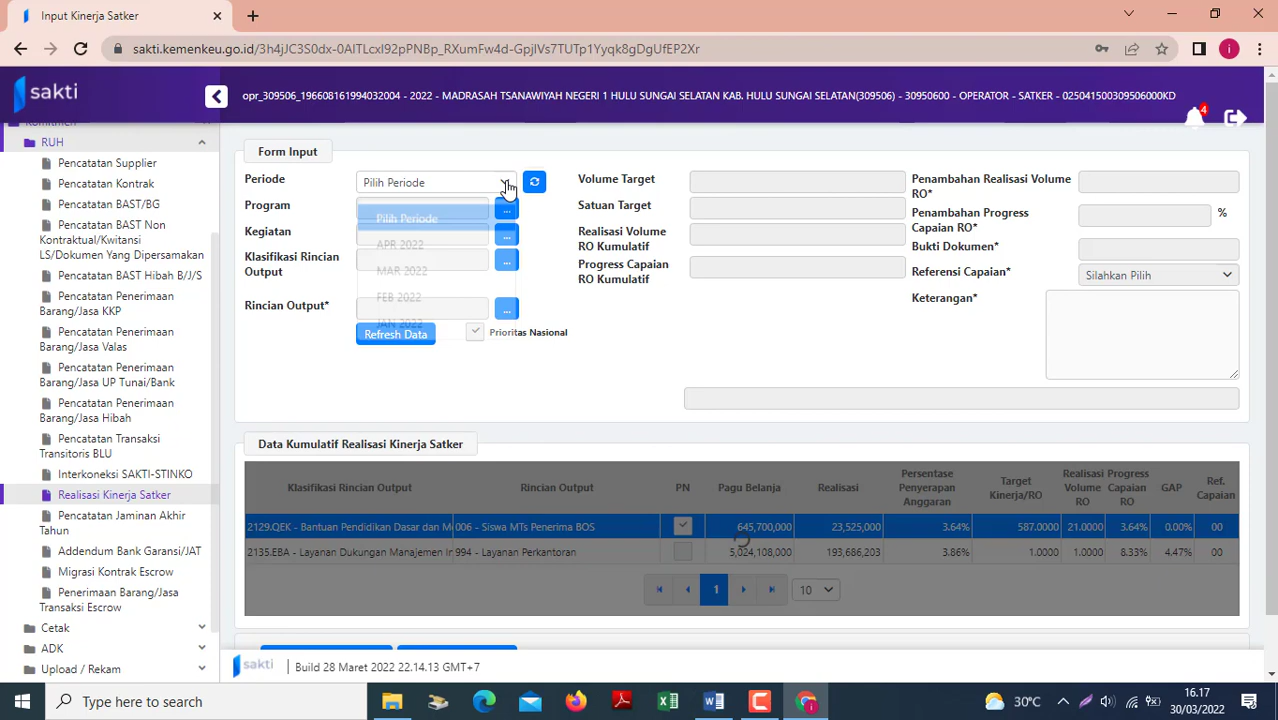 Input Kinerja Satker
sakti.kemenkeu.go.id/3h4jJC3S0dx-0AITLcxI92pPNBp_RXumFw4d-GpjIVs7TUTp1Yyqk8gDgUfEP2Xr
sakti
opr_309506_196608161994032004 - 2022 - MADRASAH TSANAWIYAH NEGERI 1 HULU SUNGAI SELATAN KAB. HULU SUNGAI SELATAN(309506) - 30950600 - OPERATOR - SATKER - 025041500309506000KD
4
Komitmen
RUH
Pencatatan Supplier
Pencatatan Kontrak
Pencatatan BAST/BG
Pencatatan BAST Non
Kontraktual/Kwitansi
LS/Dokumen Yang Dipersamakan
Pencatatan BAST Hibah B/J/S
Pencatatan Penerimaan
Barang/Jasa KKP
Pencatatan Penerimaan
Barang/Jasa Valas
Pencatatan Penerimaan
Barang/Jasa UP Tunai/Bank
Pencatatan Penerimaan
Barang/Jasa Hibah
Pencatatan Transaksi
Transitoris BLU
Interkoneksi SAKTI-STINKO
Realisasi Kinerja Satker
Pencatatan Jaminan Akhir
Tahun
Addendum Bank Garansi/JAT
Migrasi Kontrak Escrow
Penerimaan Barang/Jasa
Transaksi Escrow
Cetak
ADK
Upload / Rekam
Form Input
Periode
Pilih Periode
Program
...
Pilih Periode
Kegiatan
...
APR 2022
Klasifikasi Rincian
Output
...
MAR 2022
FEB 2022
Rincian Output*
...
JAN 2022
Refresh Data
Prioritas Nasional
Volume Target
Satuan Target
Realisasi Volume
RO Kumulatif
Progress Capaian
RO Kumulatif
Penambahan Realisasi Volume
RO*
Penambahan Progress
Capaian RO*
%
Bukti Dokumen*
Referensi Capaian*
Silahkan Pilih
Keterangan*
Data Kumulatif Realisasi Kinerja Satker
Klasifikasi Rincian Output
Rincian Output
PN
Pagu Belanja
Realisasi
Persentase
Penyerapan
Anggaran
Target
Kinerja/RO
Realisasi
Volume
RO
Progress
Capaian
RO
GAP
Ref.
Capaian
2129.QEK - Bantuan Pendidikan Dasar dan Me 006 - Siswa MTs Penerima BOS 645,700,000 23,525,000 3.64% 587.0000 21.0000 3.64% 0.00% 00
2135.EBA - Layanan Dukungan Manajemen In 994 - Layanan Perkantoran 5,024,108,000 193,686,203 3.86% 1.0000 1.0000 8.33% 4.47% 00
1
10
sakti
Build 28 Maret 2022 22.14.13 GMT+7
Type here to search
30°C
16.17
30/03/2022